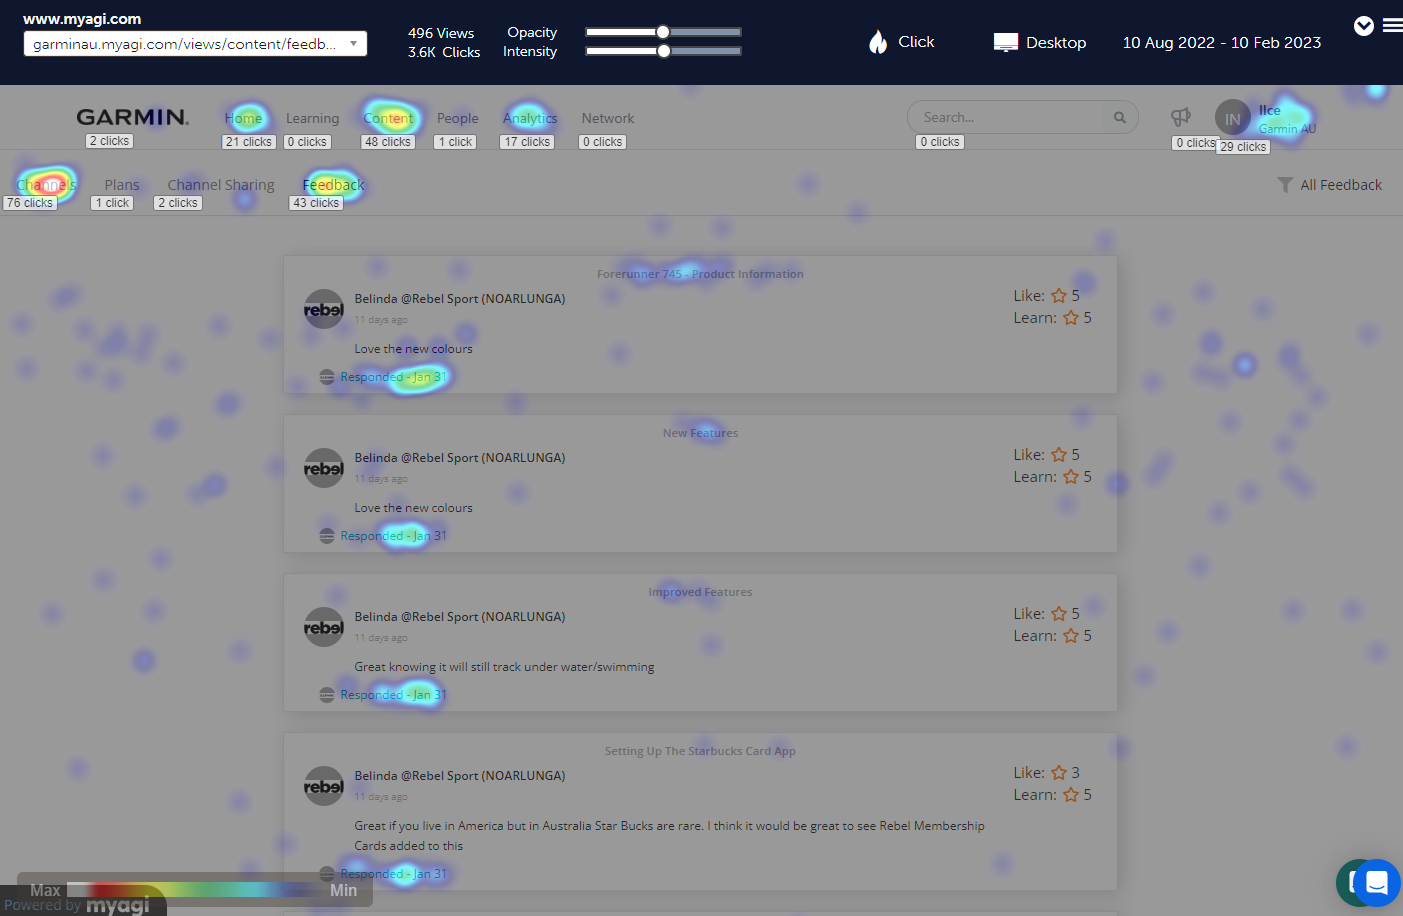 www.myagi.com
garminau.myagi.com/views/content/feedb...
496 Views
3.6K Clicks
Opacity
Intensity
Click
Desktop
10 Aug 2022 - 10 Feb 2023
GARMIN.
Home
Learning
Content
People
Analytics
Network
Search...
IN
Ilce
Garmin AU
2 clicks
21 clicks
0 clicks
48 clicks
1 click
17 clicks
0 clicks
0 clicks
0 clicks
29 clicks
Channels
Plans
Channel Sharing
Feedback
All Feedback
76 clicks
1 click
2 clicks
43 clicks
Forerunner 745 - Product Information
rebel
Belinda @Rebel Sport (NOARLUNGA)
11 days ago
Like: 5
Learn: 5
Love the new colours
Responded - Jan 31
New Features
rebel
Belinda @Rebel Sport (NOARLUNGA)
11 days ago
Like: 5
Learn: 5
Love the new colours
Responded - Jan 31
Improved Features
rebel
Belinda @Rebel Sport (NOARLUNGA)
11 days ago
Like: 5
Learn: 5
Great knowing it will still track under water/swimming
Responded - Jan 31
Setting Up The Starbucks Card App
rebel
Belinda @Rebel Sport (NOARLUNGA)
11 days ago
Like: 3
Learn: 5
Great if you live in America but in Australia Star Bucks are rare. I think it would be great to see Rebel Membership
Cards added to this
Responded - Jan 31
Max
Min
Powered by myagi